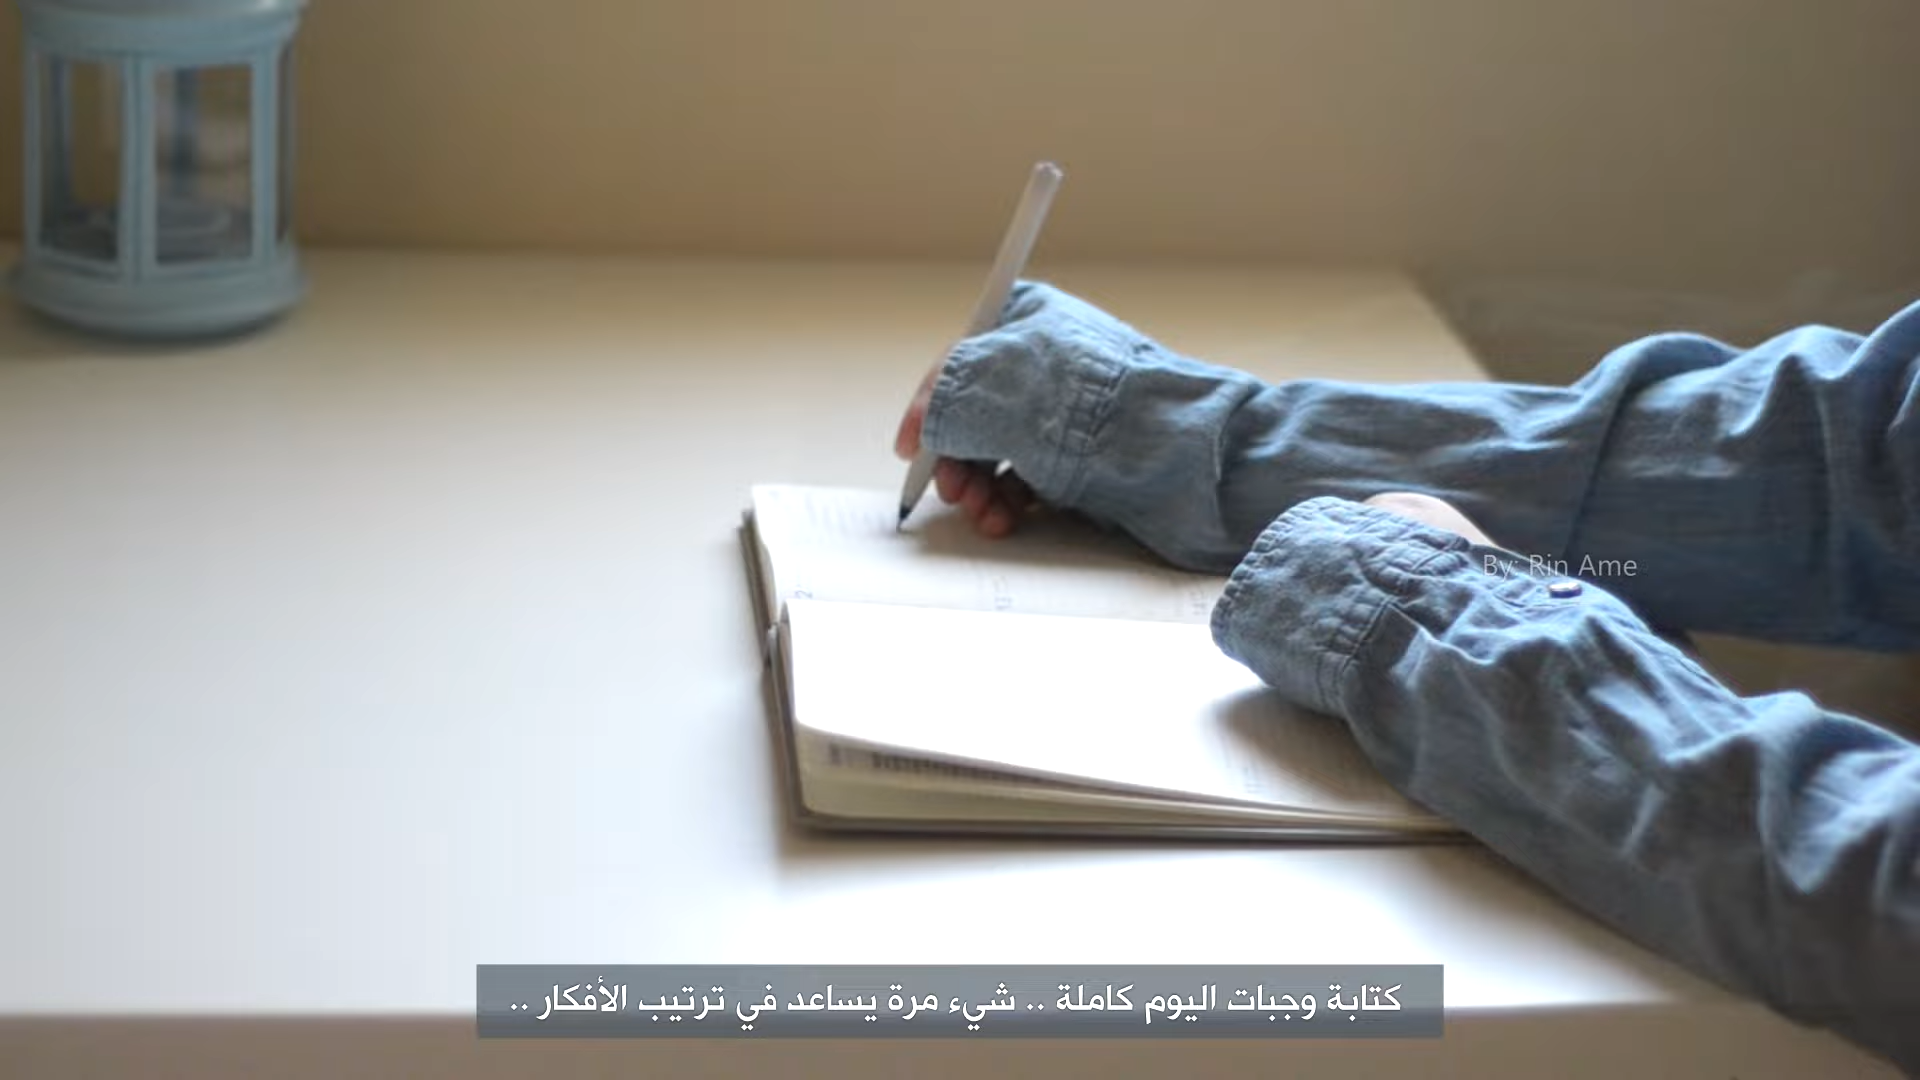 By: Rin Ame
كتابة وجبات اليوم كاملة .. شيء مرة يساعد في ترتيب الأفكار ..